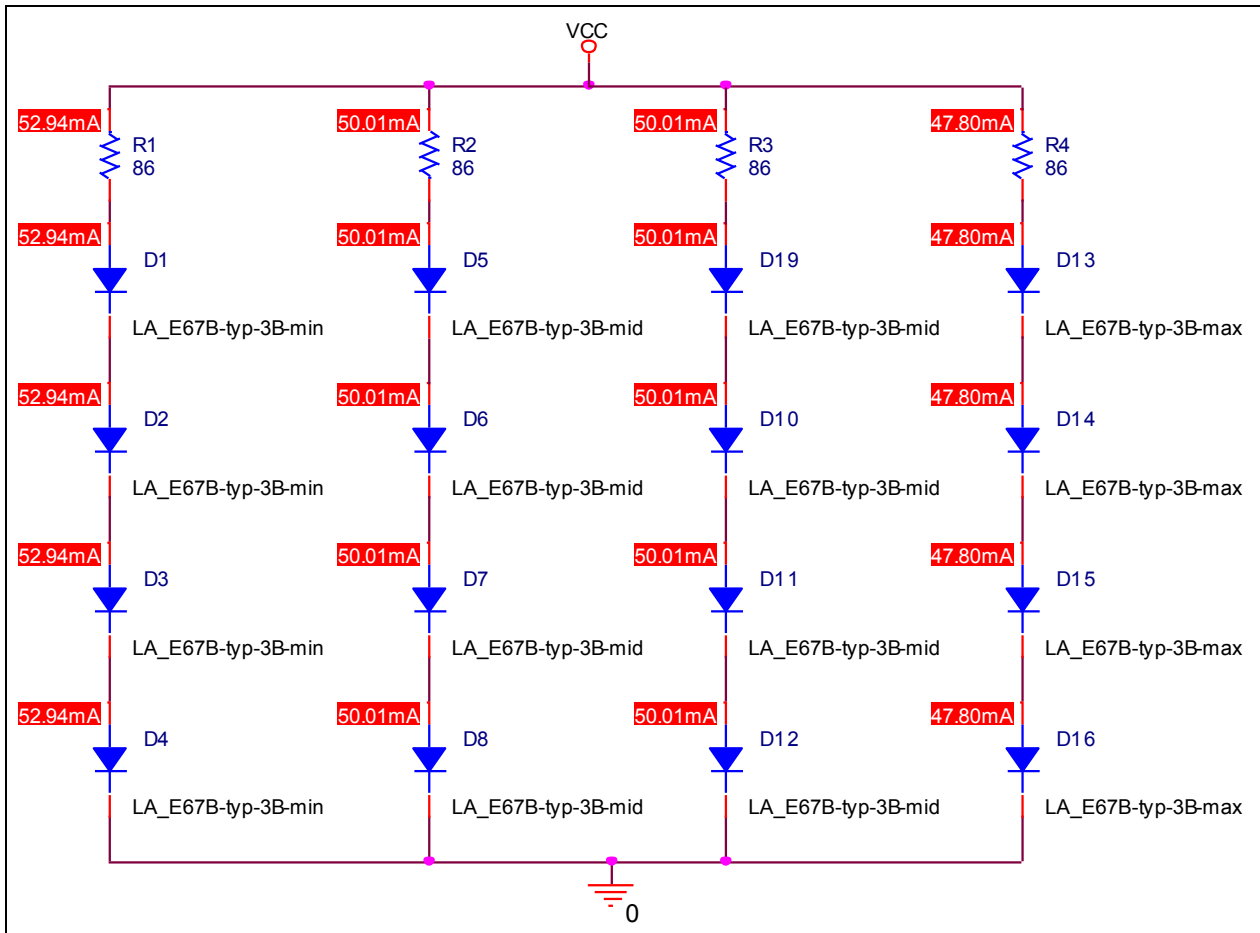 VCC
52.94mA 50.01mA 50.01mA 47.80mA
R1 R2 R3 R4
86 86 86 86
52.94mA 50.01mA 50.01mA 47.80mA
D1 D5 D19 D13
LA_E67B-typ-3B-min LA_E67B-typ-3B-mid LA_E67B-typ-3B-mid LA_E67B-typ-3B-max
52.94mA 50.01mA 50.01mA 47.80mA
D2 D6 D10 D14
LA_E67B-typ-3B-min LA_E67B-typ-3B-mid LA_E67B-typ-3B-mid LA_E67B-typ-3B-max
52.94mA 50.01mA 50.01mA 47.80mA
D3 D7 D11 D15
LA_E67B-typ-3B-min LA_E67B-typ-3B-mid LA_E67B-typ-3B-mid LA_E67B-typ-3B-max
52.94mA 50.01mA 50.01mA 47.80mA
D4 D8 D12 D16
LA_E67B-typ-3B-min LA_E67B-typ-3B-mid LA_E67B-typ-3B-mid LA_E67B-typ-3B-max
0